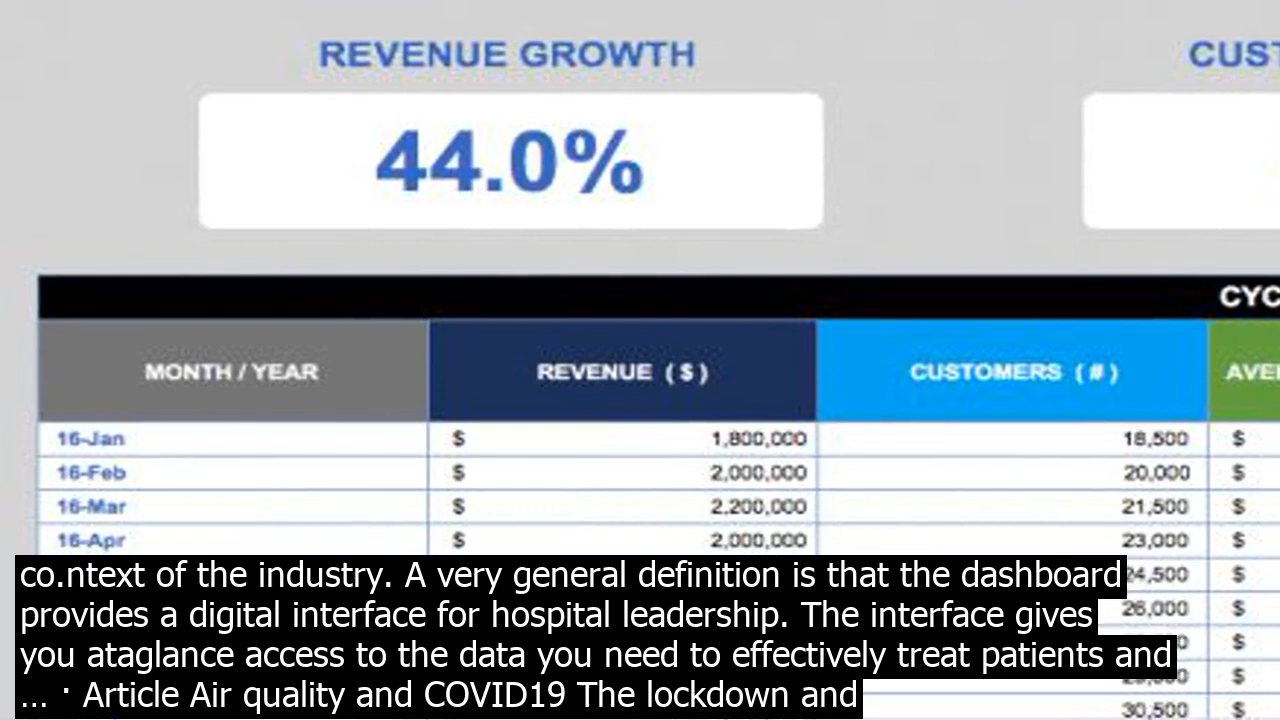 REVENUE GROWTH
CUST
44.0%
CYC
MONTH / YEAR REVENUE ( $ ) CUSTOMERS ( # ) AVE
16-Jan $ 1,800,000 18,500 $
16-Feb $ 2,000,000 20,000 $
16-Mar $ 2,200,000 21,500 $
16-Apr $ 2,000,000 23,000 $
24,500 $
26,000 $
$
$
30,500 $
co.ntext of the industry. A very general definition is that the dashboard
provides a digital interface for hospital leadership. The interface gives
you ataglance access to the data you need to effectively treat patients and
... · Article Air quality and COVID19 The lockdown and